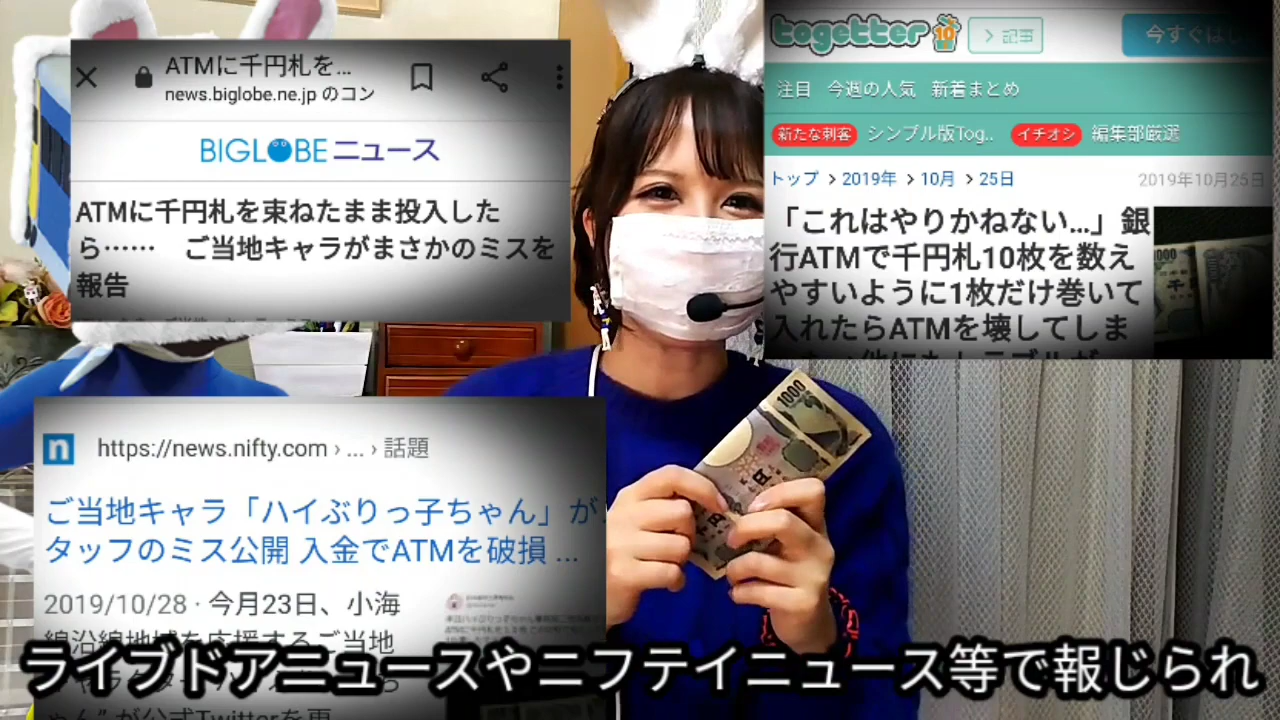 ATMに千円札を...
news.biglobe.ne.jp のコン
BIGLOBEニュース
ATMに千円札を束ねたまま投入した
ら…… ご当地キャラがまさかのミスを
報告
togetter 10
> 記事
今すぐはし
注目 今週の人気 新着まとめ
新たな刺客 シンプル版Tog.. イチオシ 編集部厳選
トップ > 2019年 > 10月 > 25日
2019年10月25日
「これはやりかねない...」銀
行ATMで千円札10枚を数え
やすいように1枚だけ巻いて
入れたらATMを壊してしま
1000
n https://news.nifty.com › ... › 話題
ご当地キャラ「ハイぶりっ子ちゃん」が
タッフのミス公開 入金でATMを破損 ...
2019/10/28 · 今月23日、小海
線沿線地域を応援するご当地
ライブドアニュースやニフテイニュース等で報じられ